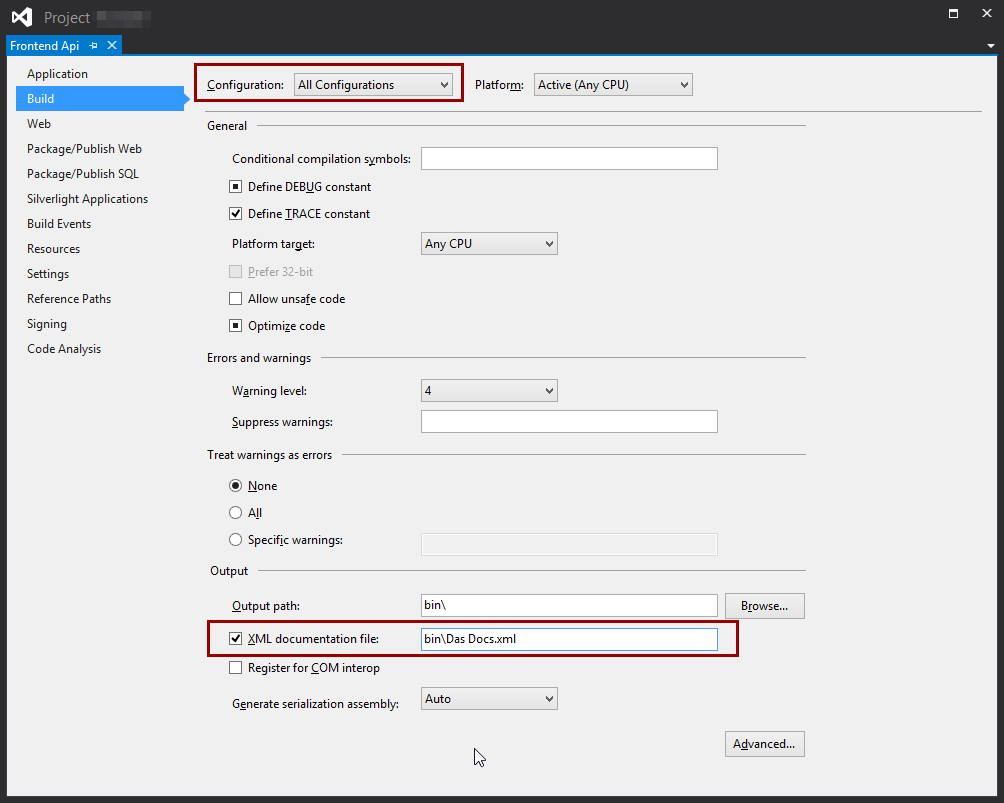 Project
Frontend Api
Application
Build
Web
Package/Publish Web
Package/Publish SQL
Silverlight Applications
Build Events
Resources
Settings
Reference Paths
Signing
Code Analysis
Configuration: All Configurations Platform: Active (Any CPU)
General
Conditional compilation symbols:
Define DEBUG constant
Define TRACE constant
Platform target: Any CPU
Prefer 32-bit
Allow unsafe code
Optimize code
Errors and warnings
Warning level: 4
Suppress warnings:
Treat warnings as errors
None
All
Specific warnings:
Output
Output path: bin\ Browse...
XML documentation file: bin\Das Docs.xml
Register for COM interop
Generate serialization assembly: Auto
Advanced...